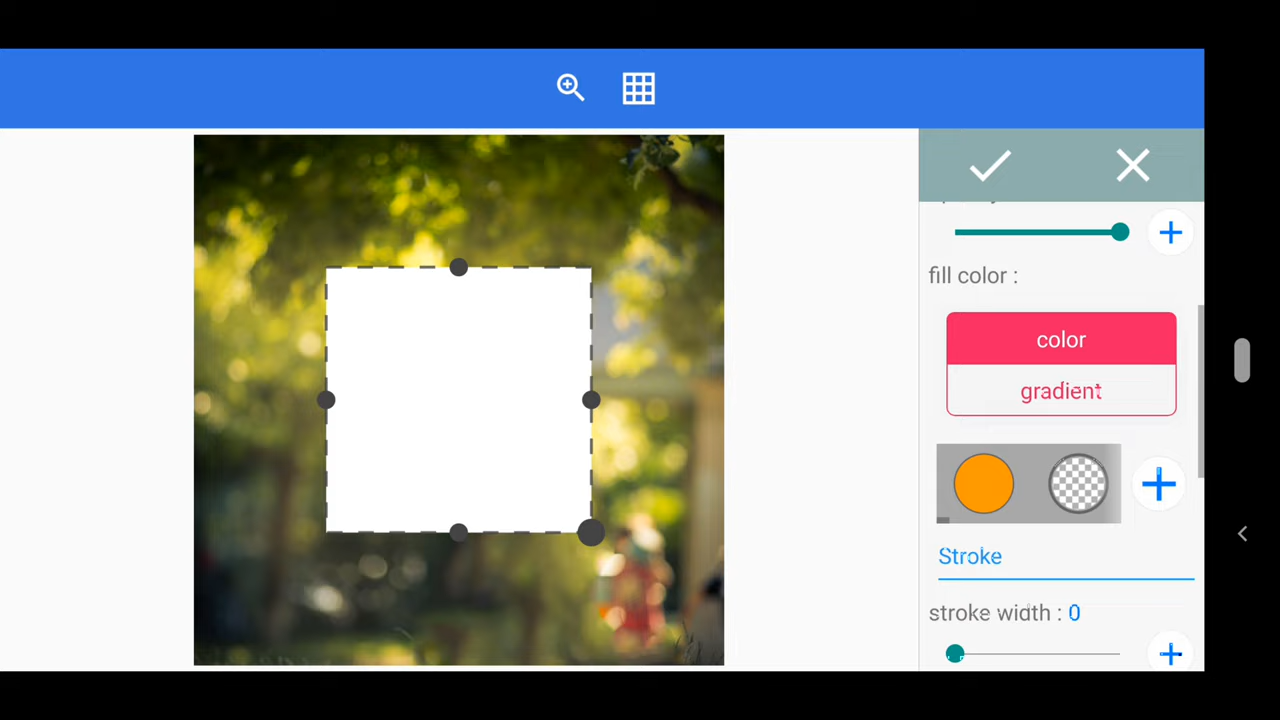 fill color :
color
gradient
Stroke
stroke width : 0